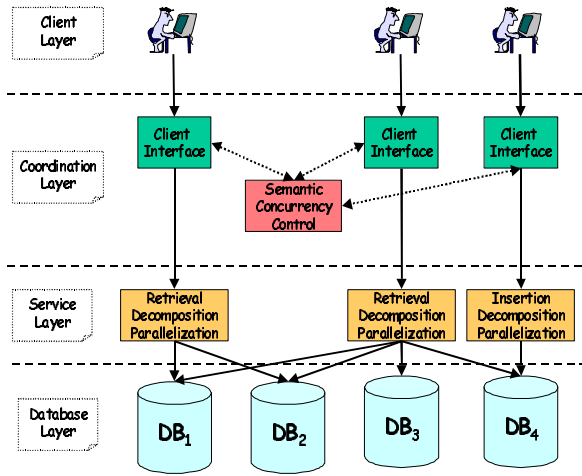 Client
Layer
Client
Interface
Client
Interface
Client
Interface
Coordination
Layer
Semantic
Concurrency
Control
Service
Layer
Retrieval
Decomposition
Parallelization
Retrieval
Decomposition
Parallelization
Insertion
Decomposition
Parallelization
Database
Layer
DB1
DB2
DB3
DB4